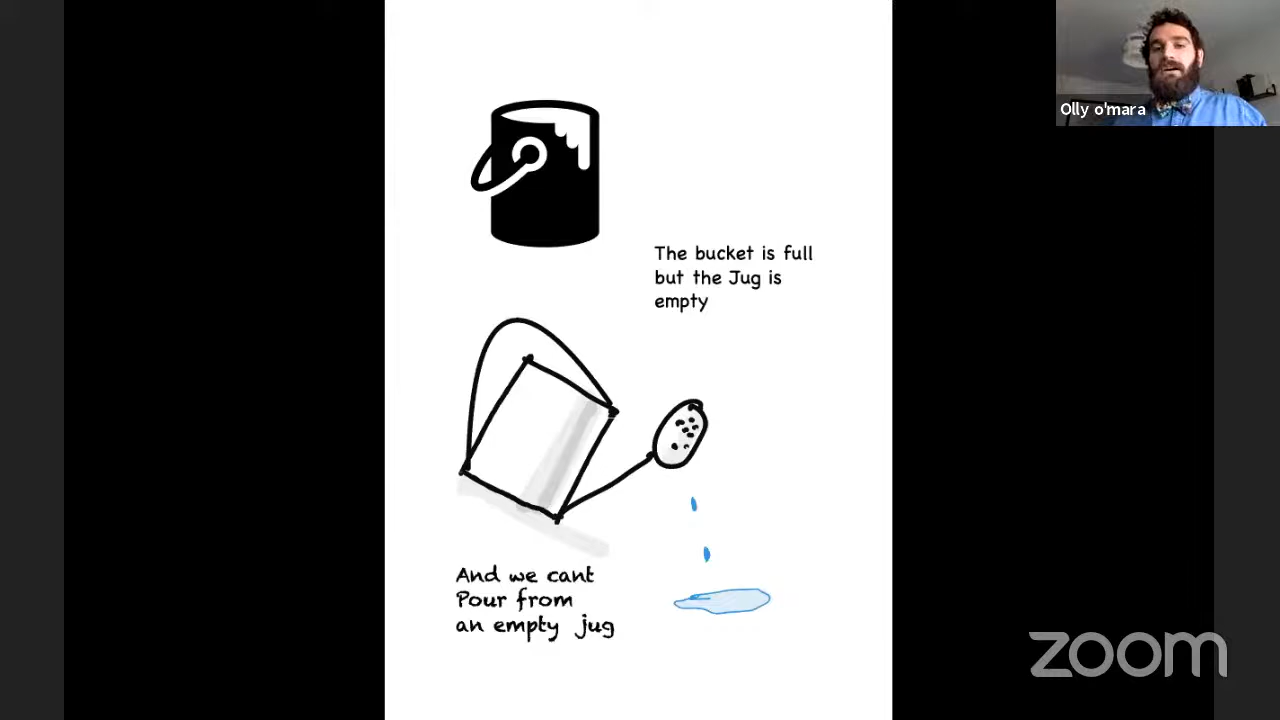 Olly o'mara
The bucket is full
but the Jug is
empty
And we cant
Pour from
an empty jug
zoom